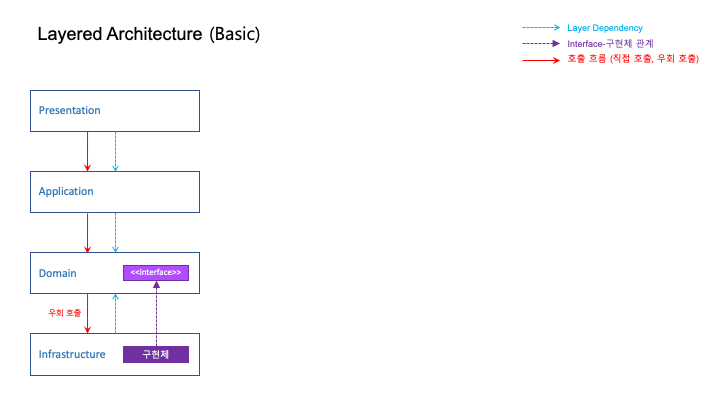 Layered Architecture (Basic)
Layer Dependency
Interface-구현체 관계
호출 흐름 (직접 호출, 우회 호출)
Presentation
Application
Domain
<<interface>>
우회 호출
Infrastructure
구현체